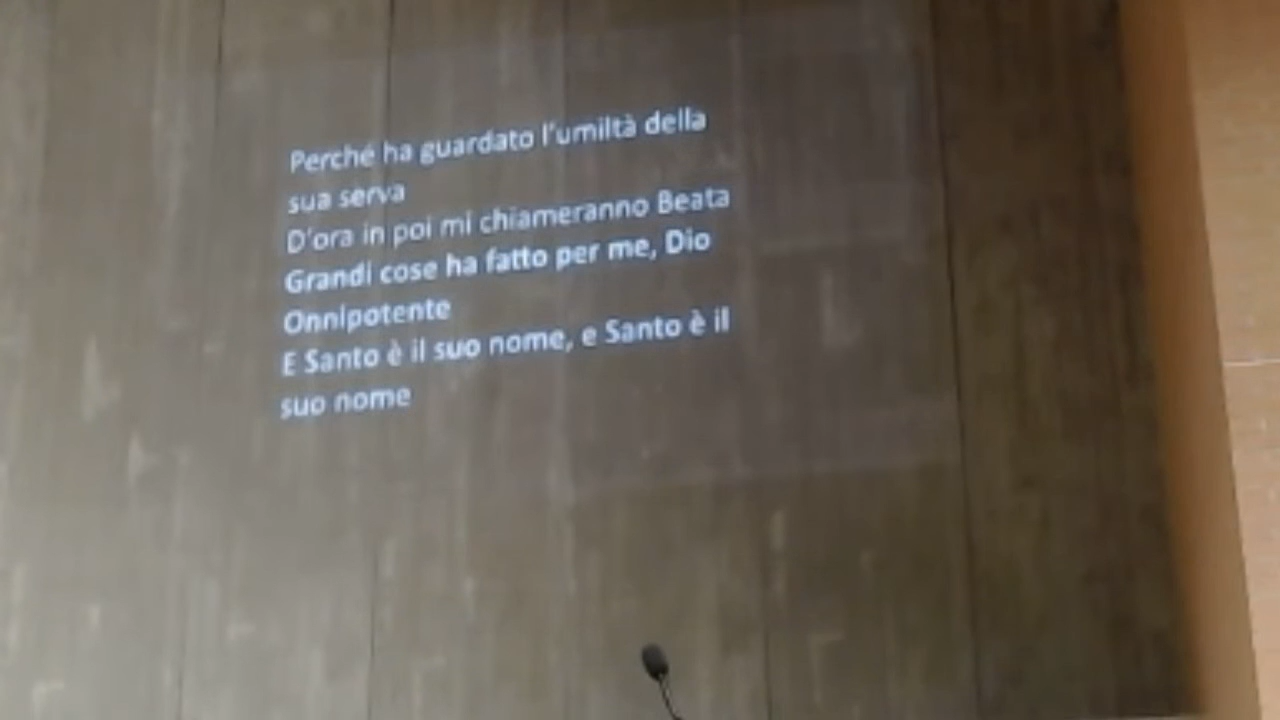 Perché ha guardato l'umiltà della
sua serva
D'ora in poi mi chiameranno Beata
Grandi cose ha fatto per me, Dio
Onnipotente
E Santo è il suo nome, e Santo è il
suo nome